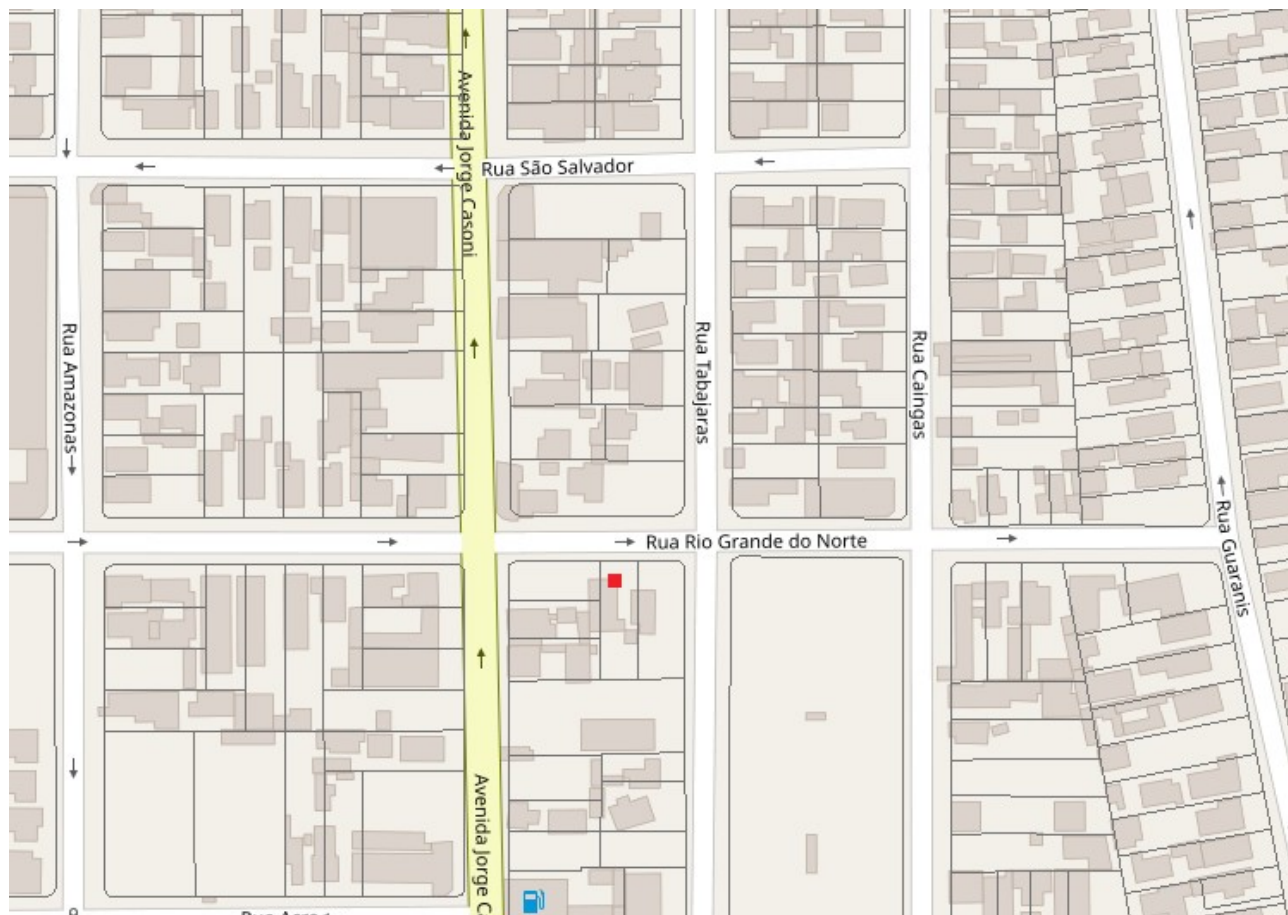 Avenida Jorge Casoni
Rua São Salvador
Rua Amazonas
Rua Tabajaras
Rua Caingas
Rua Rio Grande do Norte
Rua Guaranis
Avenida Jorge C